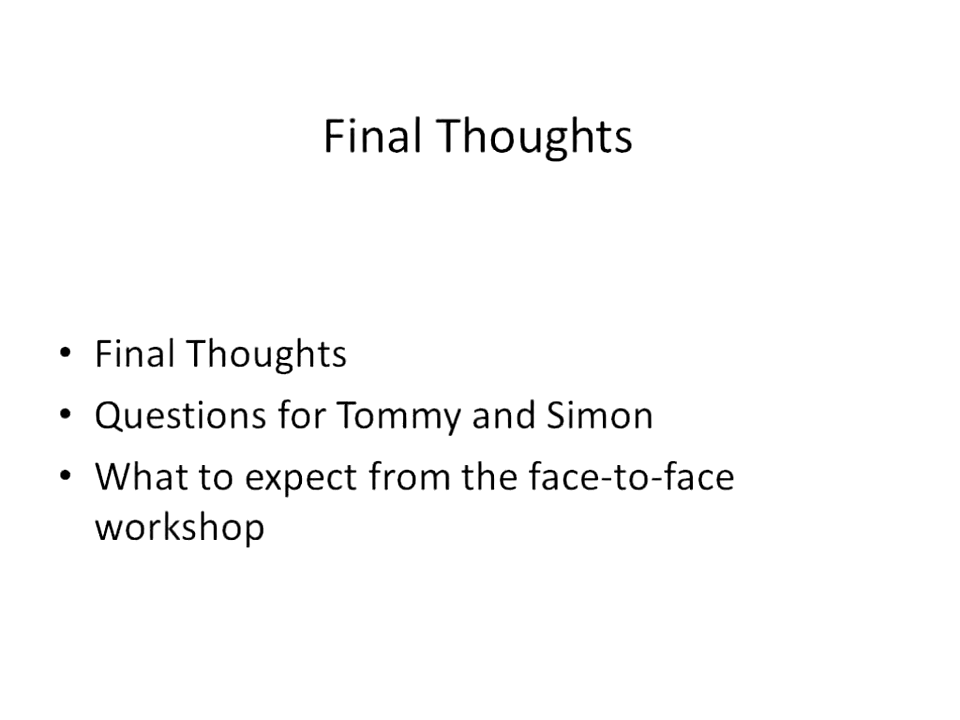 Final Thoughts
• Final Thoughts
• Questions for Tommy and Simon
• What to expect from the face-to-face
workshop